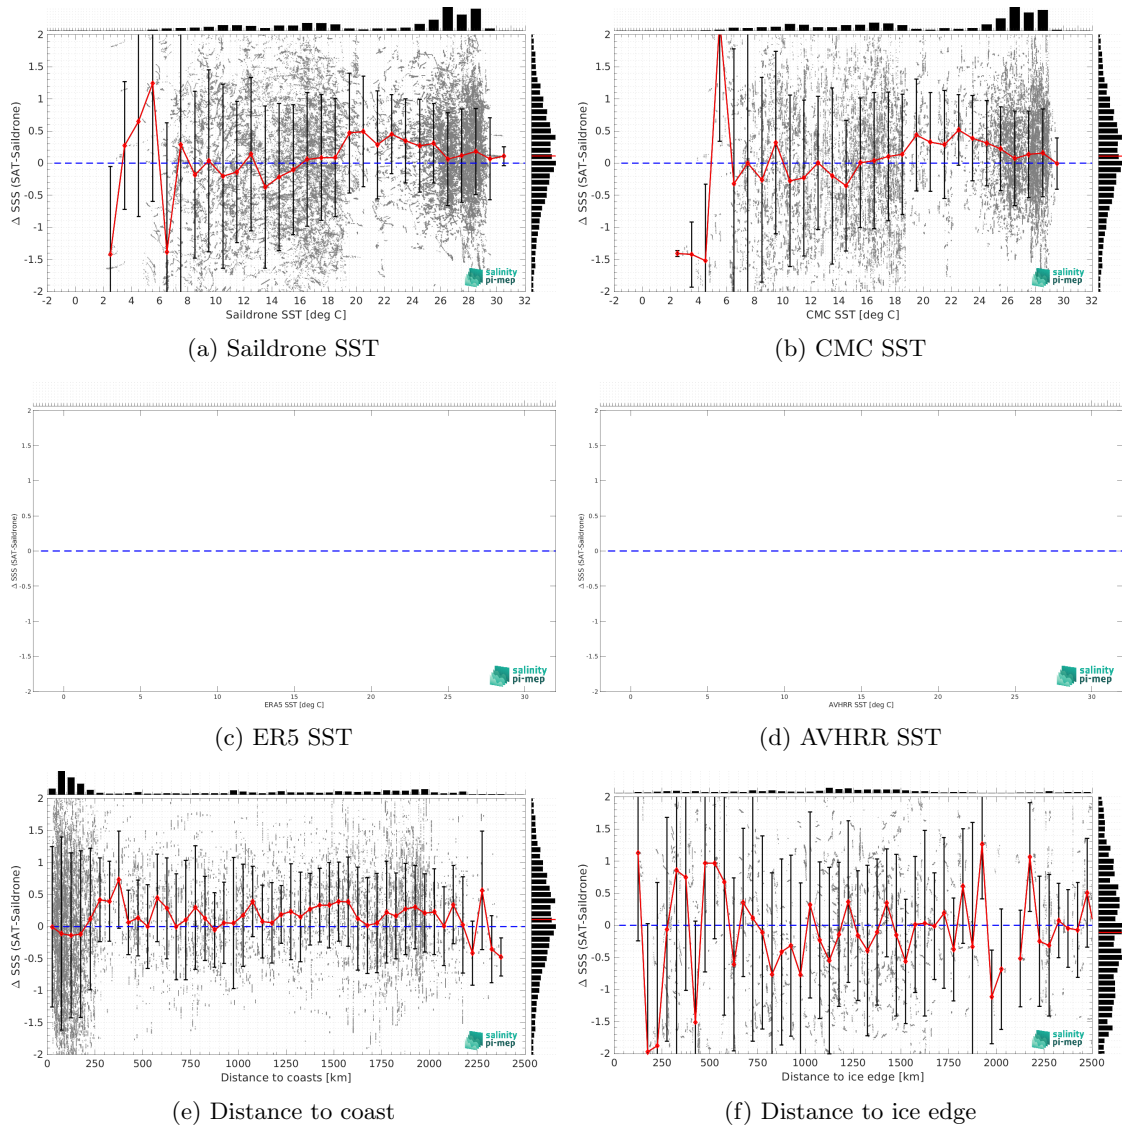 2
1.5
1
0.5
0
-0.5
-1
-1.5
-2
Δ SSS (SAT-Saildrone)
-2 0 2 4 6 8 10 12 14 16 18 20 22 24 26 28 30 32
Saildrone SST [deg C]
salinity
pi-mep
(a) Saildrone SST
2
1.5
1
0.5
0
-0.5
-1
-1.5
-2
Δ SSS (SAT-Saildrone)
-2 0 2 4 6 8 10 12 14 16 18 20 22 24 26 28 30 32
CMC SST [deg C]
salinity
pi-mep
(b) CMC SST
2
1.5
1
0.5
0
-0.5
-1
-1.5
-2
Δ SSS (SAT-Saildrone)
0 5 10 15 20 25 30
ERA5 SST [deg C]
salinity
pi-mep
(c) ER5 SST
2
1.5
1
0.5
0
-0.5
-1
-1.5
-2
Δ SSS (SAT-Saildrone)
0 5 10 15 20 25 30
AVHRR SST [deg C]
salinity
pi-mep
(d) AVHRR SST
2
1.5
1
0.5
0
-0.5
-1
-1.5
-2
Δ SSS (SAT-Saildrone)
0 250 500 750 1000 1250 1500 1750 2000 2250 2500
Distance to coasts [km]
salinity
pi-mep
(e) Distance to coast
2
1.5
1
0.5
0
-0.5
-1
-1.5
-2
Δ SSS (SAT-Saildrone)
0 250 500 750 1000 1250 1500 1750 2000 2250 2500
Distance to ice edge [km]
salinity
pi-mep
(f) Distance to ice edge